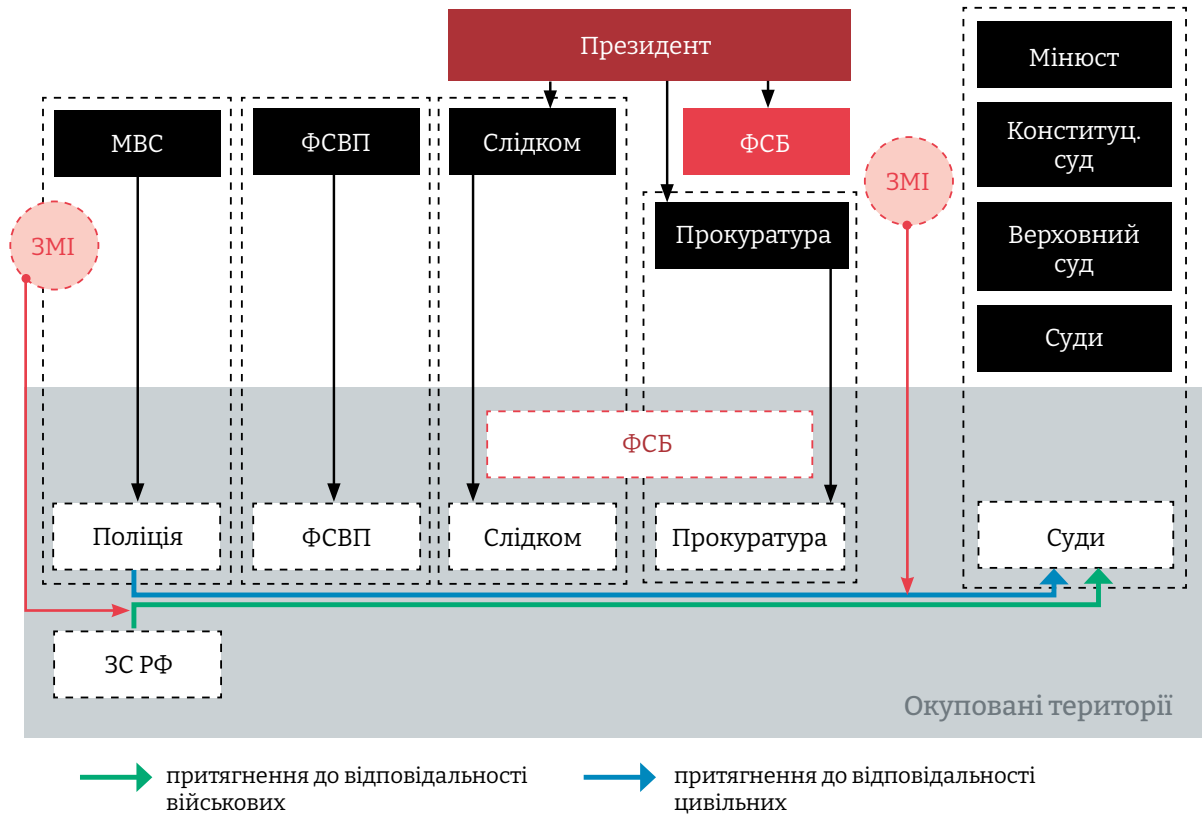 Президент
Мінюст
МВС
ФСВП
Слідком
ФСБ
Конституц.
суд
ЗМІ
ЗМІ
Прокуратура
Верховний
суд
Суди
ФСБ
Поліція
ФСВП
Слідком
Прокуратура
Суди
ЗС РФ
Окуповані території
притягнення до відповідальності
військових
притягнення до відповідальності
цивільних